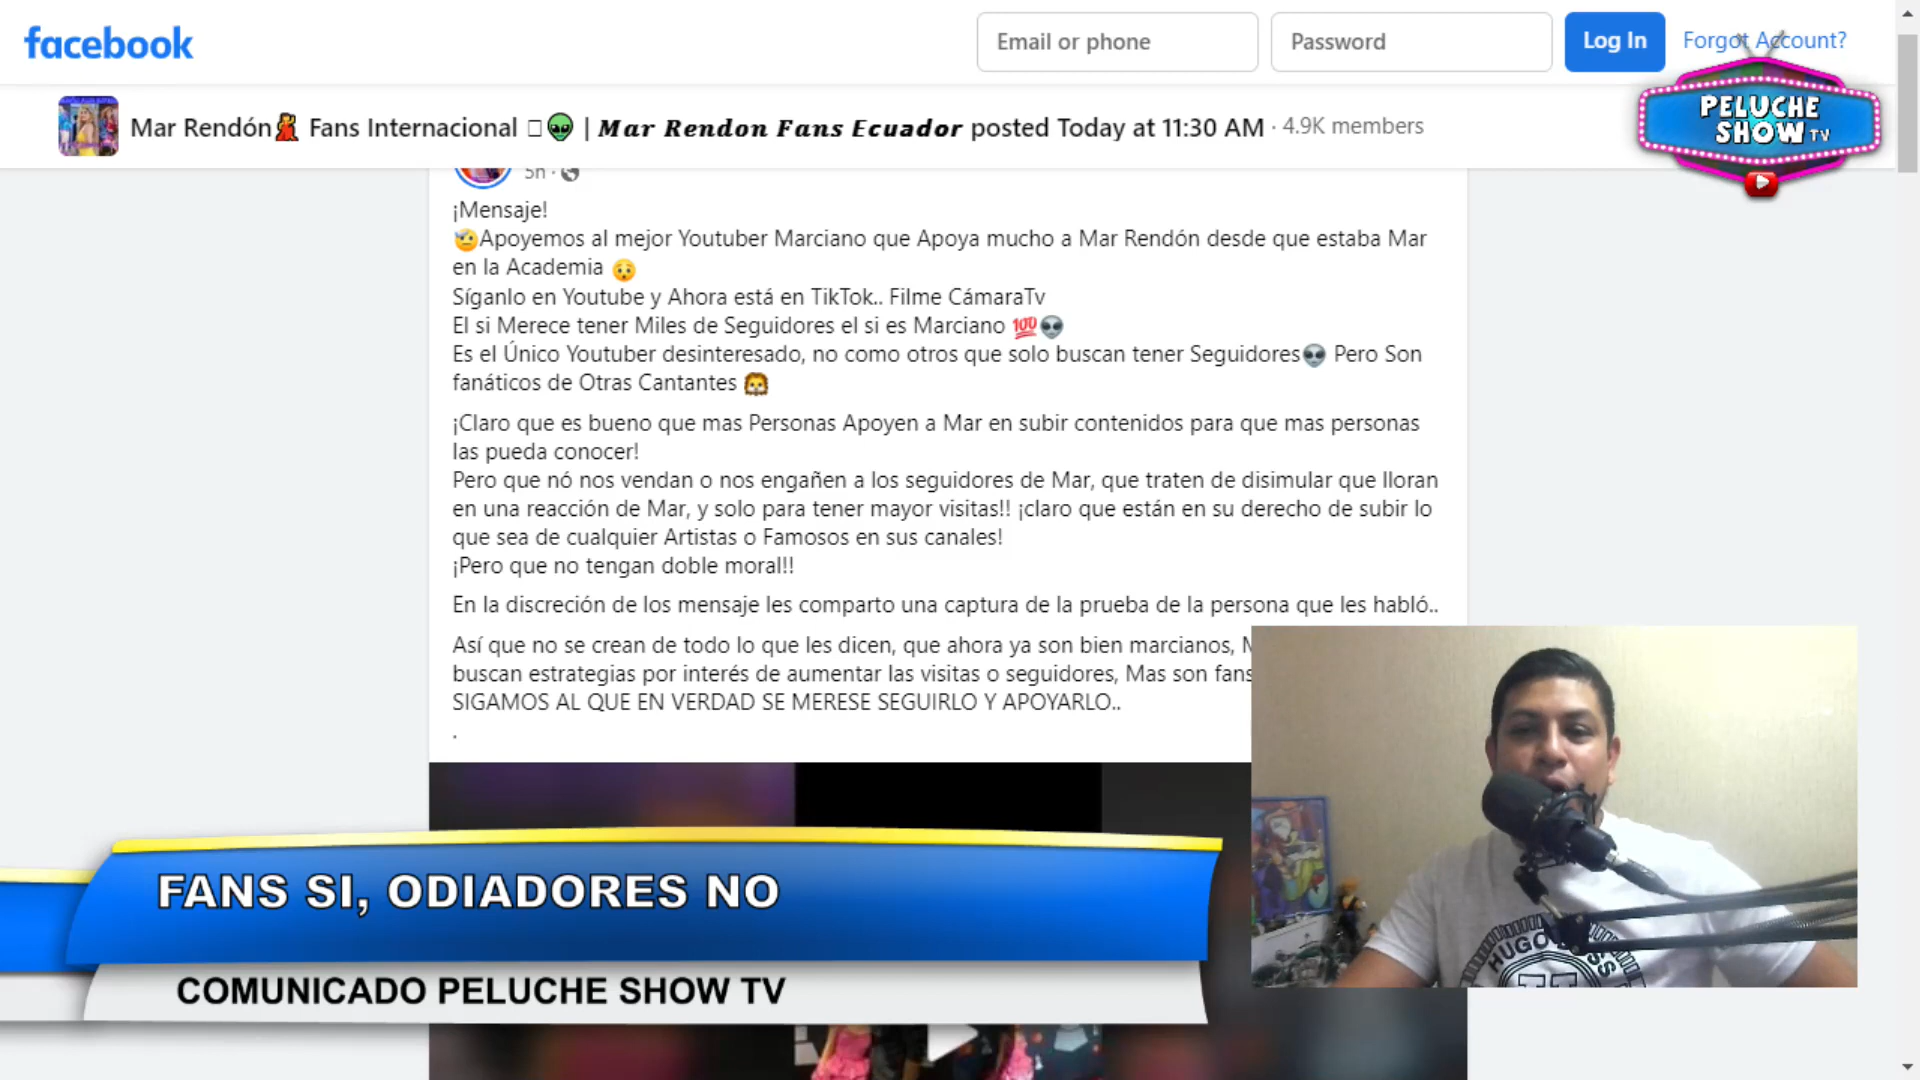 facebook
Email or phone
Password
Log In
Forgot Account?
Mar Rendón💃 Fans Internacional □👽 | Mar Rendon Fans Ecuador posted Today at 11:30 AM · 4.9K members
PELUCHE
SHOW TV
5h ·
¡Mensaje!
🤕Apoyemos al mejor Youtuber Marciano que Apoya mucho a Mar Rendón desde que estaba Mar
en la Academia 😯
Síganlo en Youtube y Ahora está en TikTok.. Filme CámaraTv
El si Merece tener Miles de Seguidores el si es Marciano 💯👽
Es el Único Youtuber desinteresado, no como otros que solo buscan tener Seguidores👽 Pero Son
fanáticos de Otras Cantantes 🦁
¡Claro que es bueno que mas Personas Apoyen a Mar en subir contenidos para que mas personas
las pueda conocer!
Pero que nó nos vendan o nos engañen a los seguidores de Mar, que traten de disimular que lloran
en una reacción de Mar, y solo para tener mayor visitas!! ¡claro que están en su derecho de subir lo
que sea de cualquier Artistas o Famosos en sus canales!
¡Pero que no tengan doble moral!!
En la discreción de los mensaje les comparto una captura de la prueba de la persona que les habló..
Así que no se crean de todo lo que les dicen, que ahora ya son bien marcianos,
buscan estrategias por interés de aumentar las visitas o seguidores, Mas son fans
SIGAMOS AL QUE EN VERDAD SE MERESE SEGUIRLO Y APOYARLO..
.
FANS SI, ODIADORES NO
COMUNICADO PELUCHE SHOW TV
HUGO